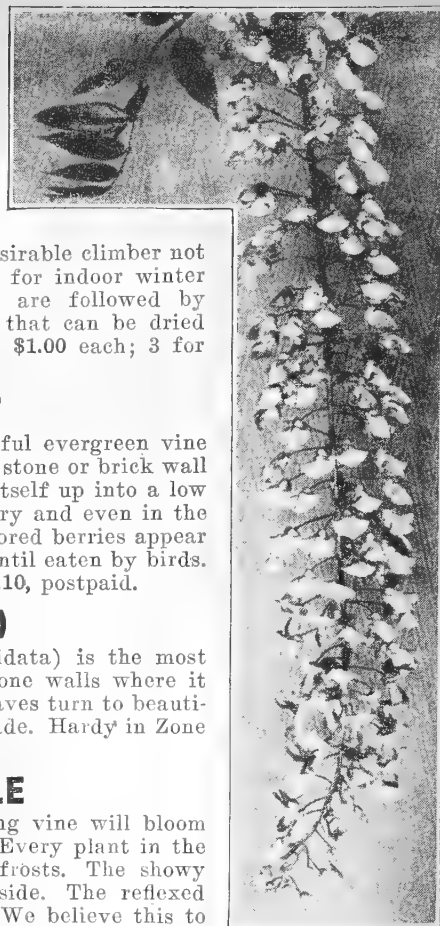 sirable climber not
for indoor winter
are followed by
that can be dried
$1.00 each; 3 for
ful evergreen vine
stone or brick wall
tself up into a low
ry and even in the
ored berries appear
ntil eaten by birds.
.10, postpaid.
)
idata) is the most
one walls where it
aves turn to beauti-
de. Hardy in Zone
LE
ng vine will bloom
Every plant in the
frosts. The showy
side. The reflexed
We believe this to